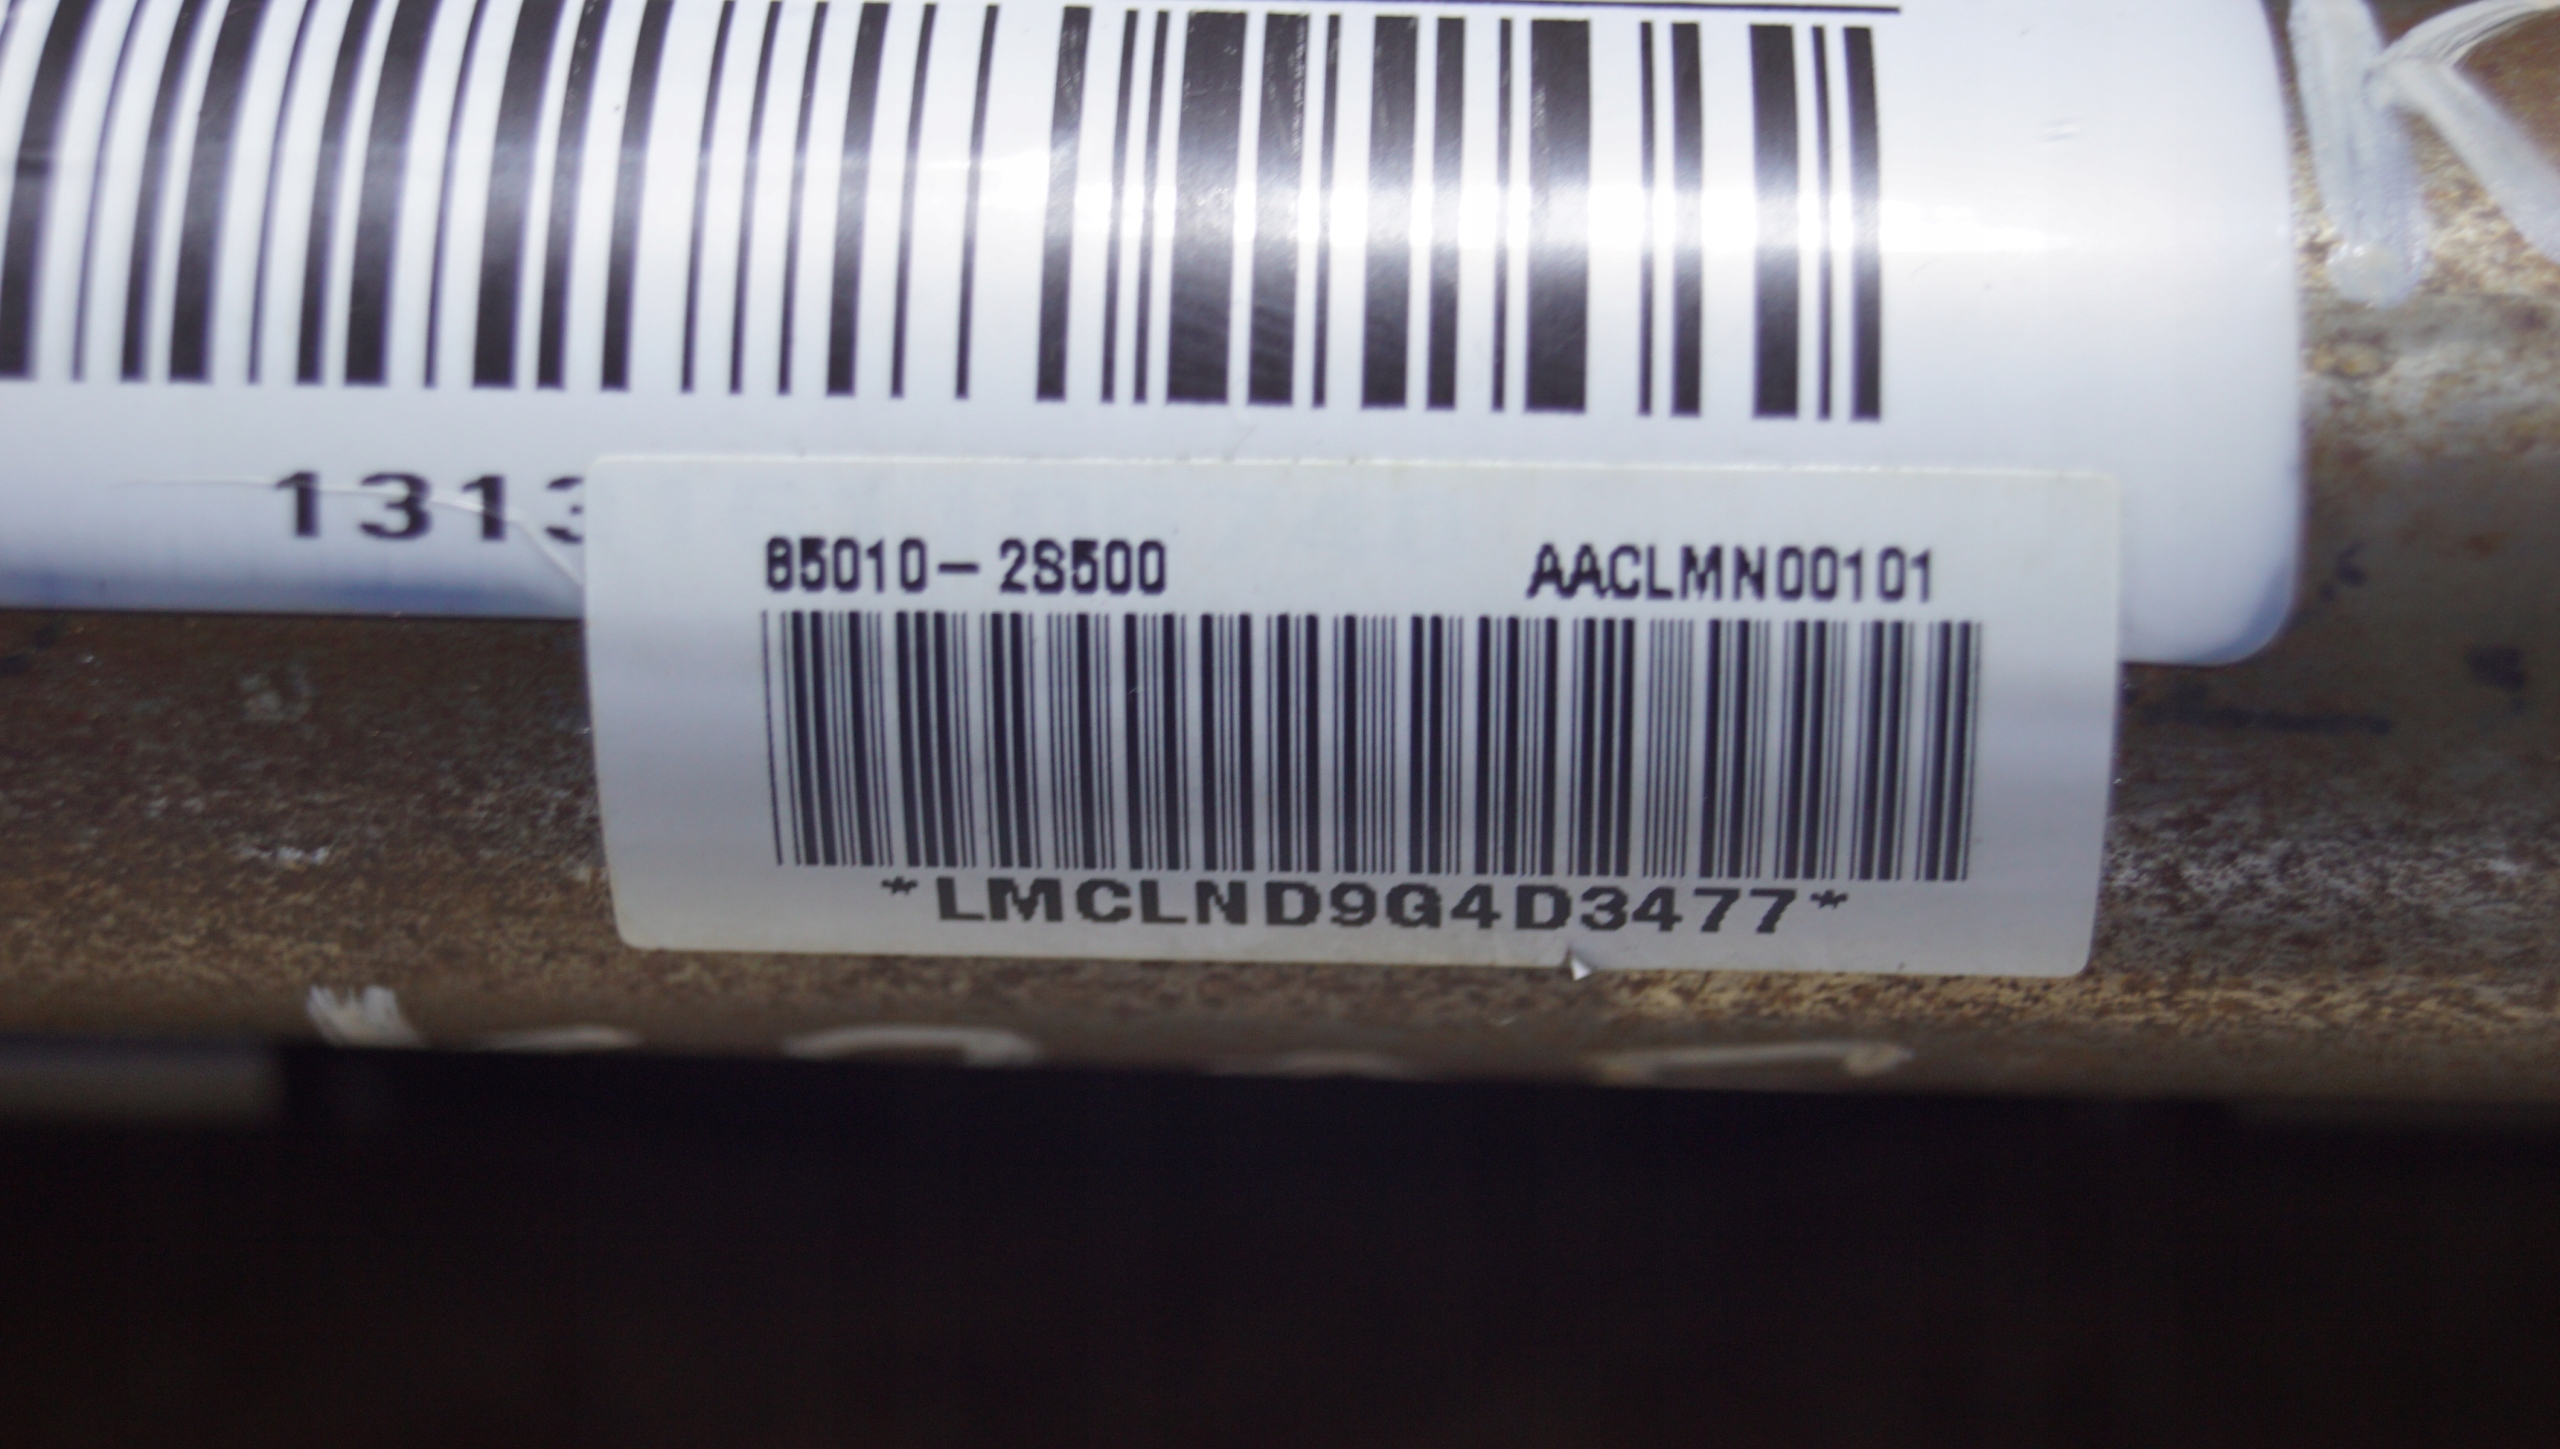 K
1313
85010-2S500 AACLMN00101
*LMCLND9G4D3477*